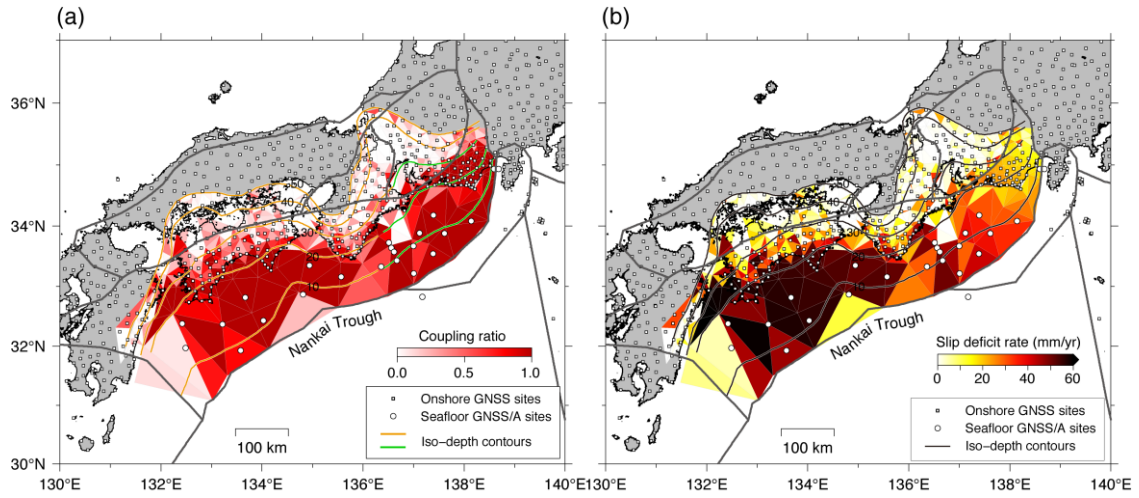 (a)
(b)
36°N
34°N
32°N
30°N
50
40
30
20
10
50
40
30
10
Nankai Trough
Nankai Trough
Coupling ratio
0.0 0.5 1.0
Slip deficit rate (mm/yr)
0 20 40 60
Onshore GNSS sites
Seafloor GNSS/A sites
Iso-depth contours
Onshore GNSS sites
Seafloor GNSS/A sites
Iso-depth contours
100 km
100 km
130°E 132°E 134°E 136°E 138°E 140°E
130°E 132°E 134°E 136°E 138°E 140°E